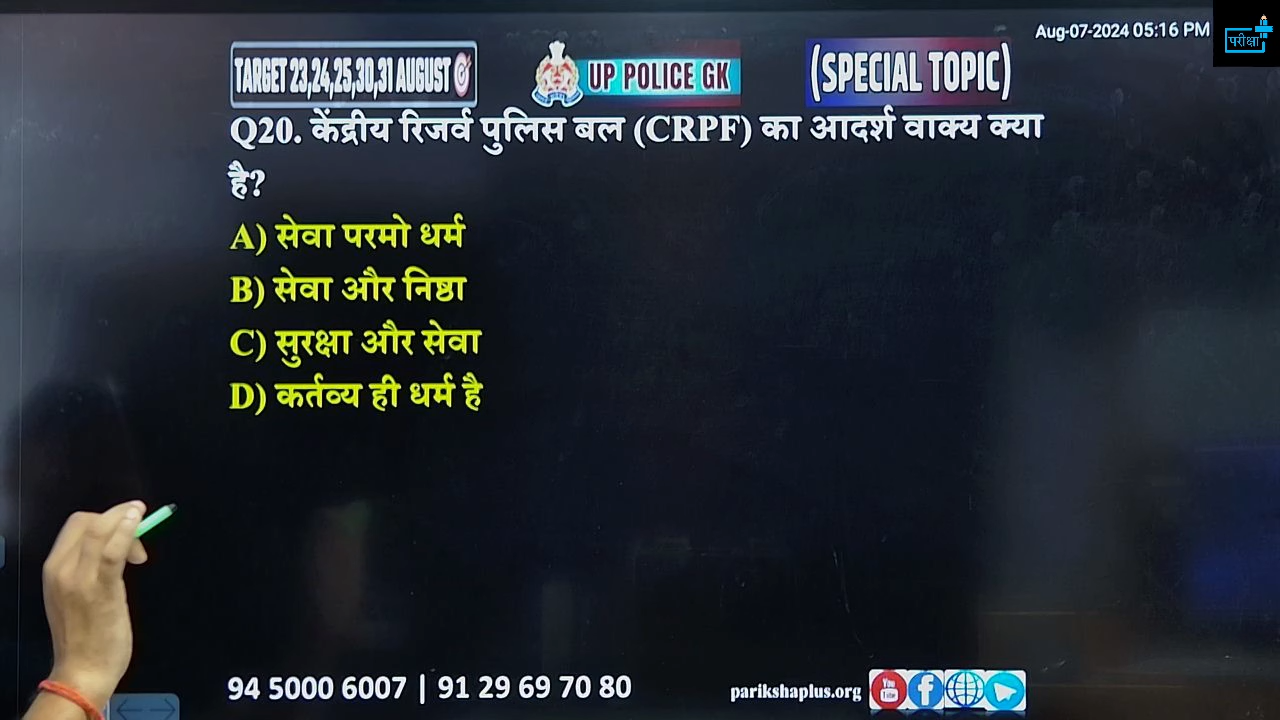 Aug-07-2024 05:16 PM
परीक्षा
TARGET 23,24,25,30,31 AUGUST
UP POLICE GK
(SPECIAL TOPIC)
Q20. केंद्रीय रिजर्व पुलिस बल (CRPF) का आदर्श वाक्य क्या
है?
A) सेवा परमो धर्म
B) सेवा और निष्ठा
C) सुरक्षा और सेवा
D) कर्तव्य ही धर्म है
94 5000 6007 | 91 29 69 70 80
parikshaplus.org
You
Tube